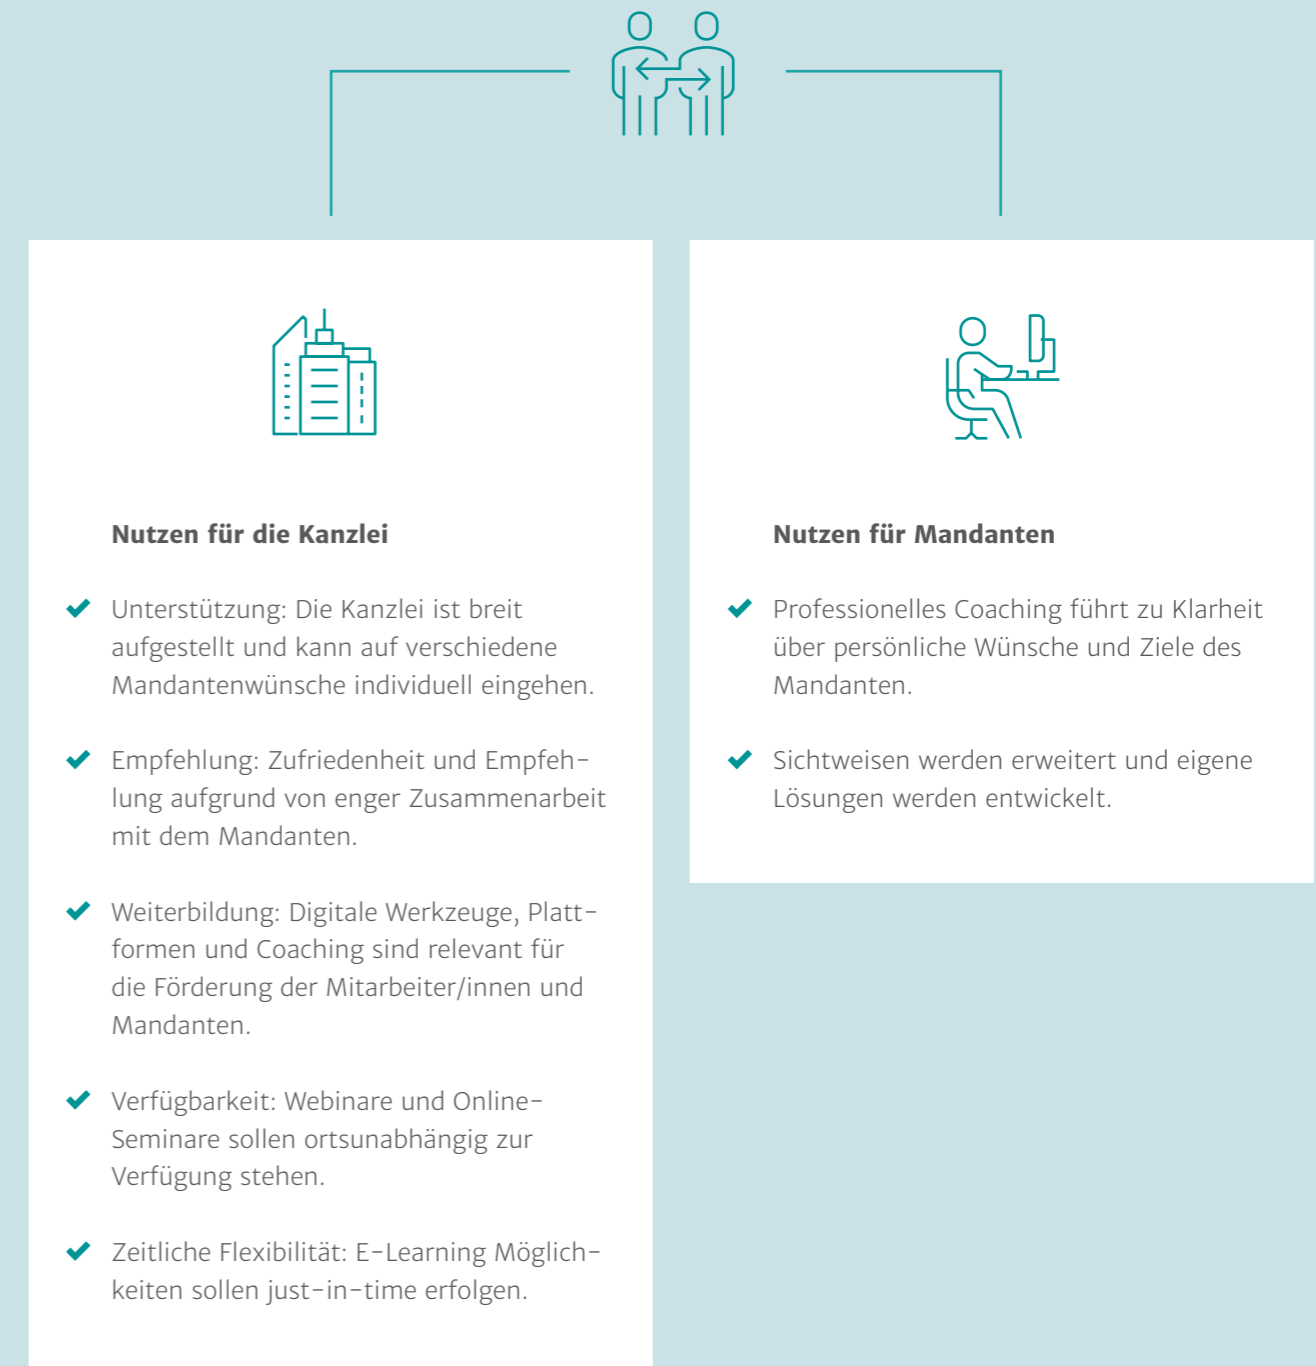 Nutzen für die Kanzlei
Unterstützung: Die Kanzlei ist breit
aufgestellt und kann auf verschiedene
Mandantenwünsche individuell eingehen.
Empfehlung: Zufriedenheit und Empfeh-
lung aufgrund von enger Zusammenarbeit
mit dem Mandanten.
Weiterbildung: Digitale Werkzeuge, Platt-
formen und Coaching sind relevant für
die Förderung der Mitarbeiter/innen und
Mandanten.
Verfügbarkeit: Webinare und Online-
Seminare sollen ortsunabhängig zur
Verfügung stehen.
Zeitliche Flexibilität: E-Learning Möglich-
keiten sollen just-in-time erfolgen.
Nutzen für Mandanten
Professionelles Coaching führt zu Klarheit
über persönliche Wünsche und Ziele des
Mandanten.
Sichtweisen werden erweitert und eigene
Lösungen werden entwickelt.